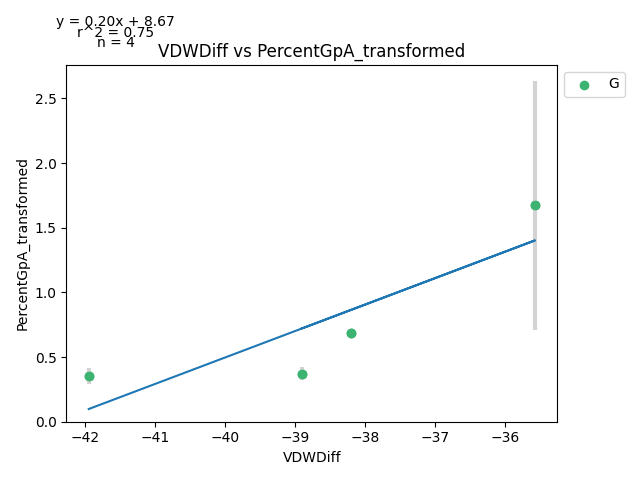 y = 0.20x + 8.67
r^2 = 0.75
n = 4
VDWDiff vs PercentGpA_transformed
G
PercentGpA_transformed
2.5
2.0
1.5
1.0
0.5
0.0
−42
−41
−40
−39
−38
−37
−36
VDWDiff